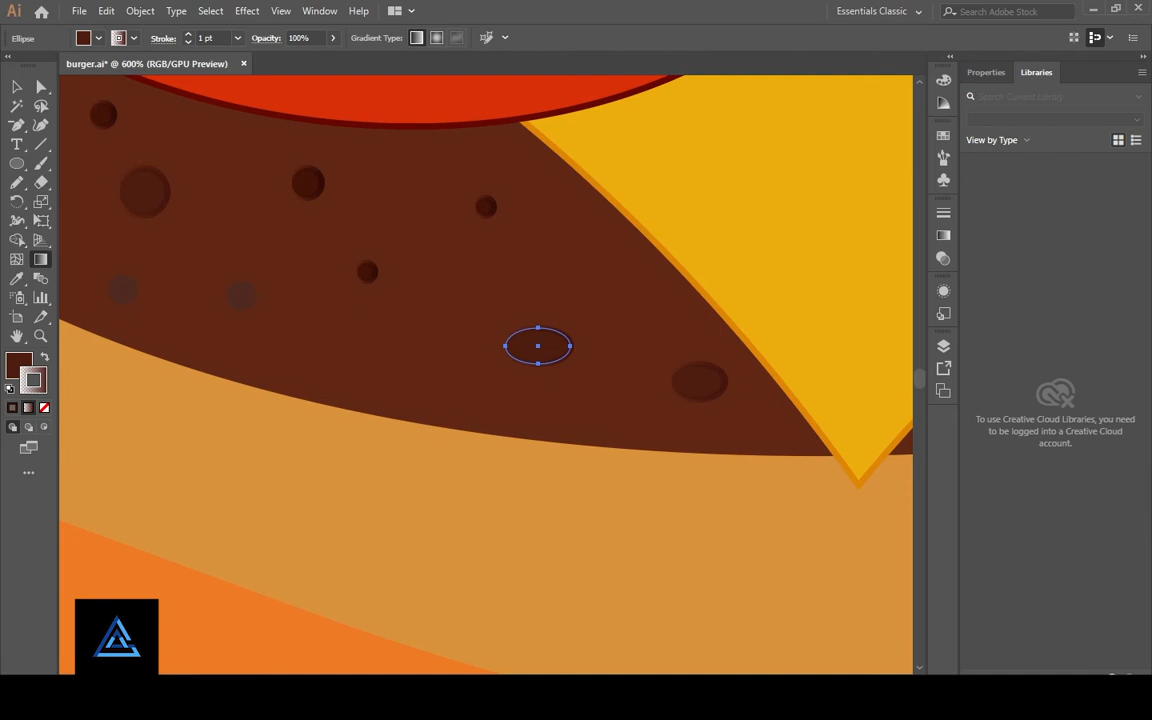 Ai File Edit Object Type Select Effect View Window Help Essentials Classic Search Adobe Stock
Ellipse Stroke: 1 pt Opacity: 100% Gradient Type:
burger.ai* @ 600% (RGB/GPU Preview)
Properties Libraries
Search Current Library
View by Type
T
To use Creative Cloud Libraries, you need
to be logged into a Creative Cloud
account.